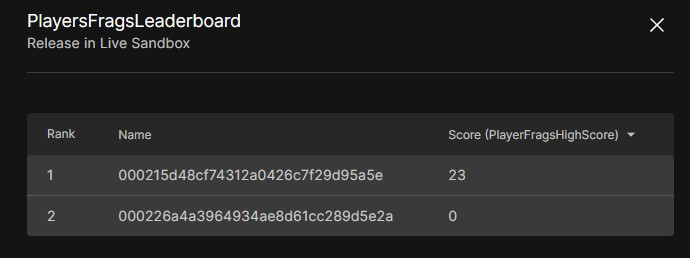 PlayersFragsLeaderboard
Release in Live Sandbox
Rank Name Score (PlayerFragsHighScore)
1 000215d48cf74312a0426c7f29d95a5e 23
2 000226a4a3964934ae8d61cc289d5e2a 0